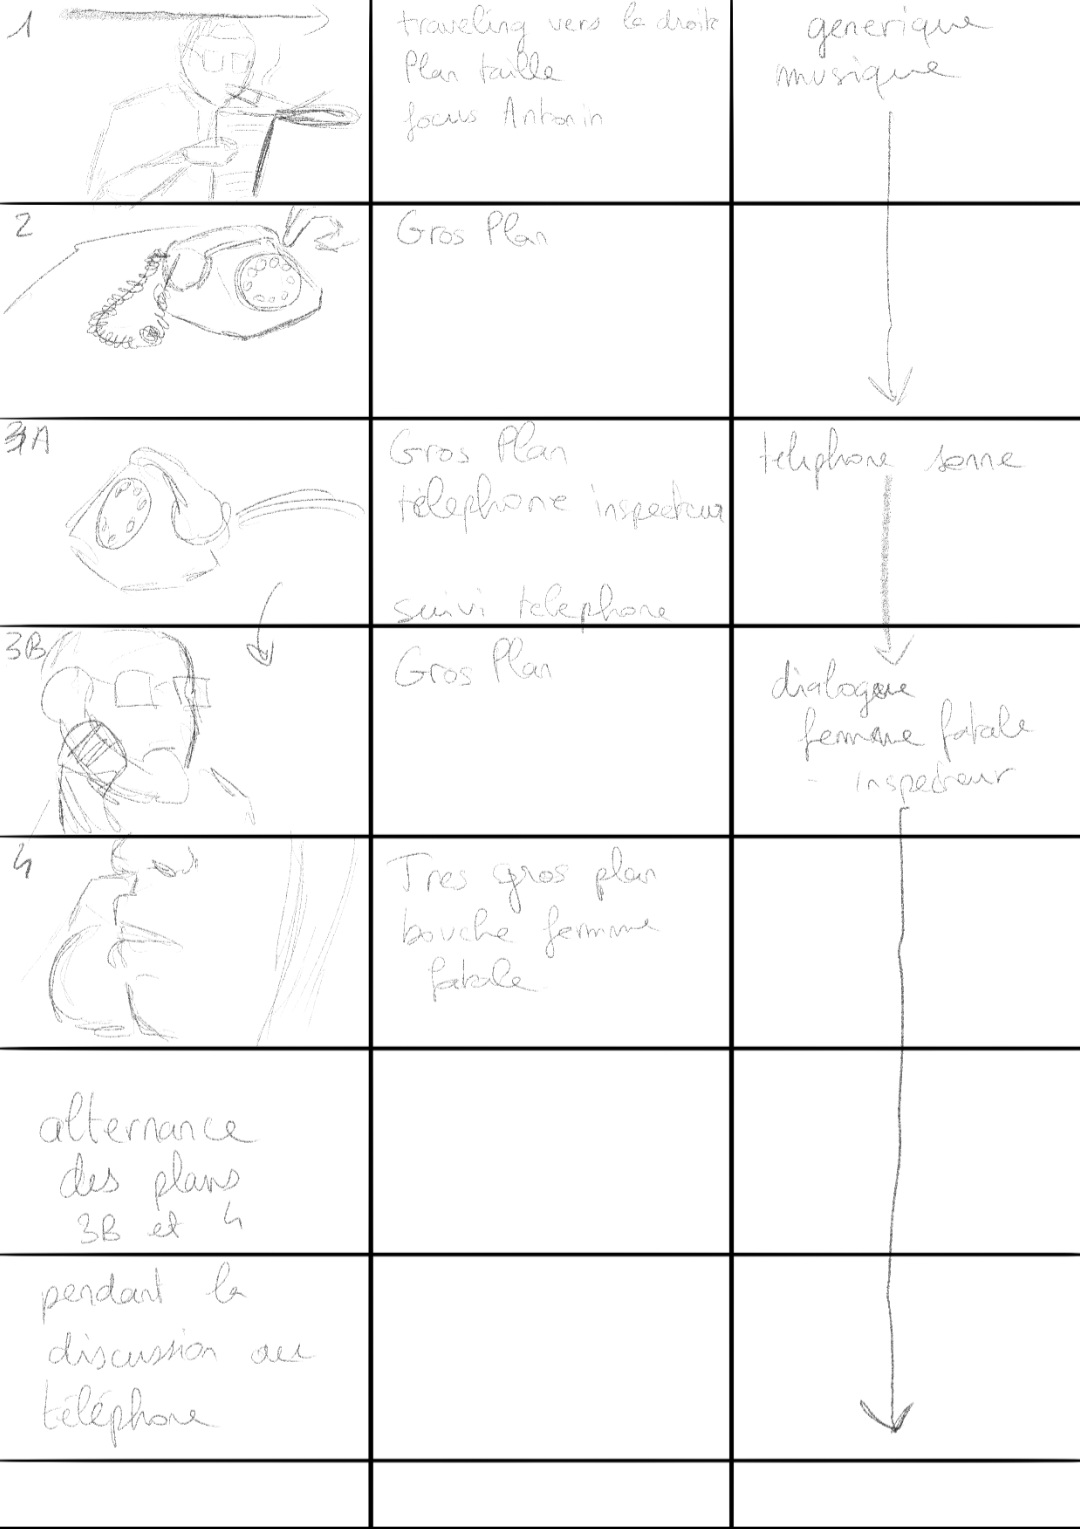 1
traveling vers la droite
Plan taille
focus Antonin
generique
musique
2
Gros Plan
3A
Gros Plan
télephone inspecteur
suivi telephone
telephone sonne
3B
Gros Plan
dialogue
femme fatale
- inspecteur
4
Tres gros plan
bouche femme
fatale
alternance
des plans
3B et 4
pendant la
discussion au
téléphone